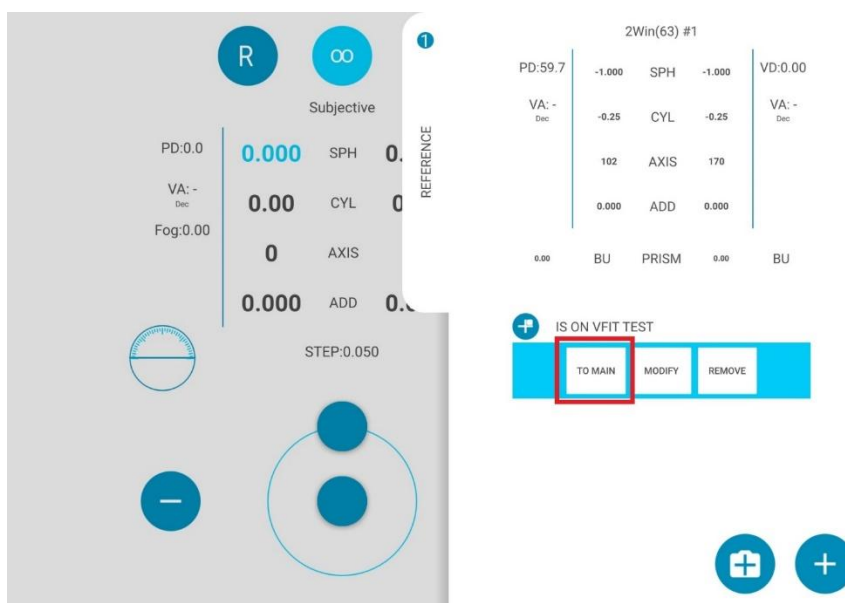 R
∞
Subjective
PD:0.0
0.000 SPH 0.
VA: -
Dec
0.00 CYL 0
Fog:0.00
0 AXIS
0.000 ADD 0.
STEP:0.050
−
1
REFERENCE
2Win(63) #1
PD:59.7 -1.000 SPH -1.000 VD:0.00
VA: - -0.25 CYL -0.25 VA: -
Dec Dec
102 AXIS 170
0.000 ADD 0.000
0.00 BU PRISM 0.00 BU
IS ON VFIT TEST
TO MAIN MODIFY REMOVE
+